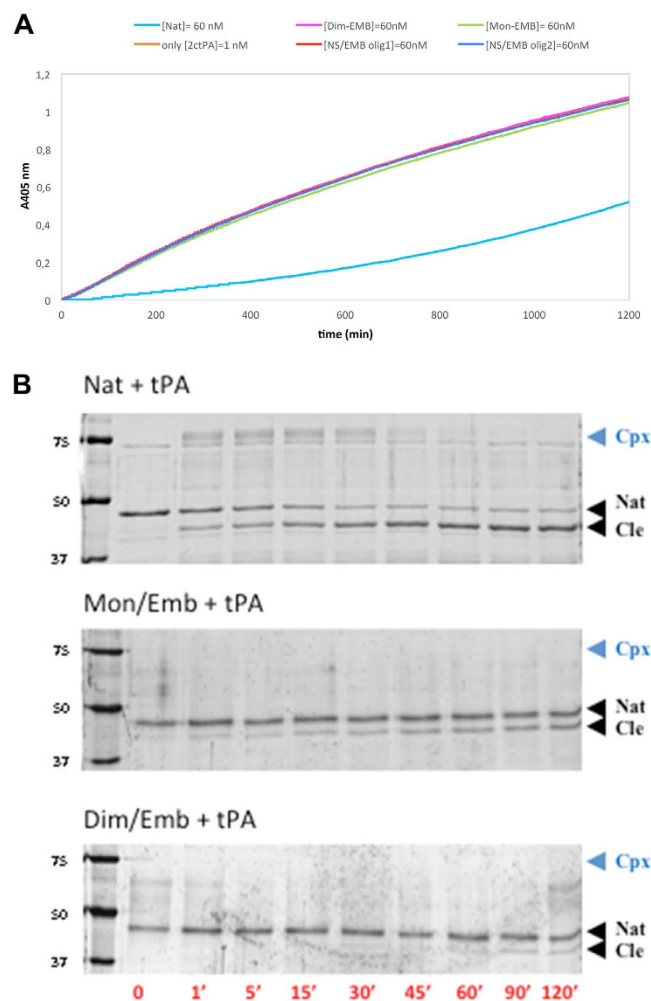 A
[Nat]= 60 nM
[Dim-EMB]=60nM
[Mon-EMB]= 60nM
only [2ctPA]=1 nM
[NS/EMB olig1]=60nM
[NS/EMB olig2]=60nM
1,2
1
0,8
0,6
0,4
0,2
0
A405 nm
0 200 400 600 800 1000 1200
time (min)
B
Nat + tPA
75
50
37
Cpx
Nat
Cle
Mon/Emb + tPA
75
50
37
Cpx
Nat
Cle
Dim/Emb + tPA
75
50
37
Cpx
Nat
Cle
0 1' 5' 15' 30' 45' 60' 90' 120'